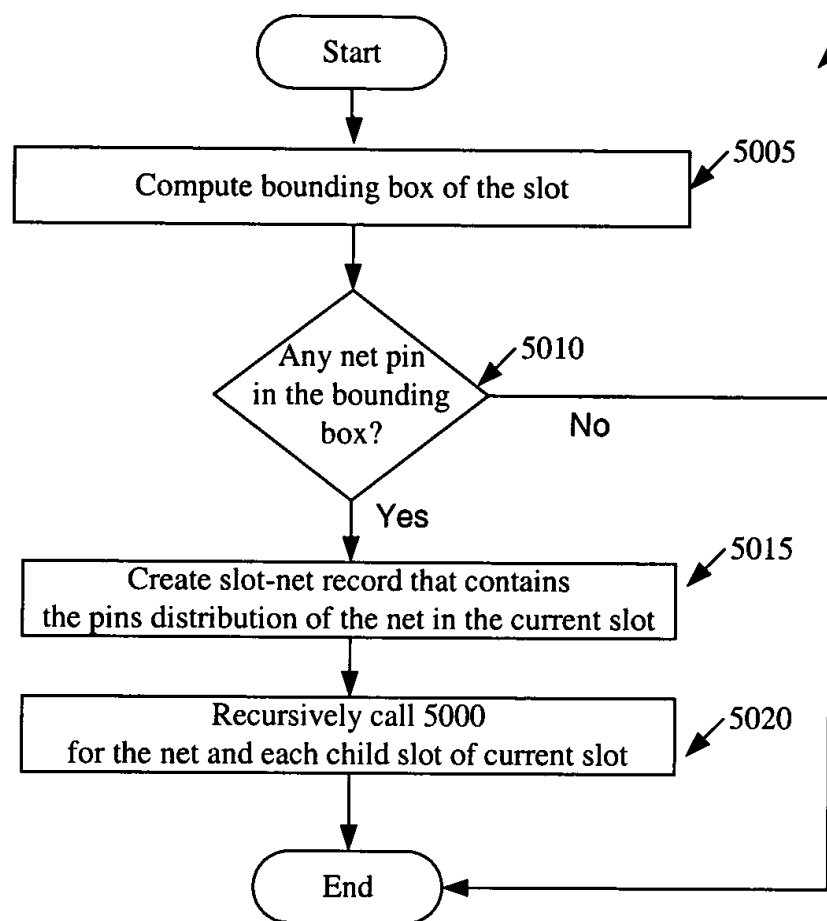 Start
5005
Compute bounding box of the slot
5010
Any net pin
in the bounding
box?
No
Yes
5015
Create slot-net record that contains
the pins distribution of the net in the current slot
5020
Recursively call 5000
for the net and each child slot of current slot
End